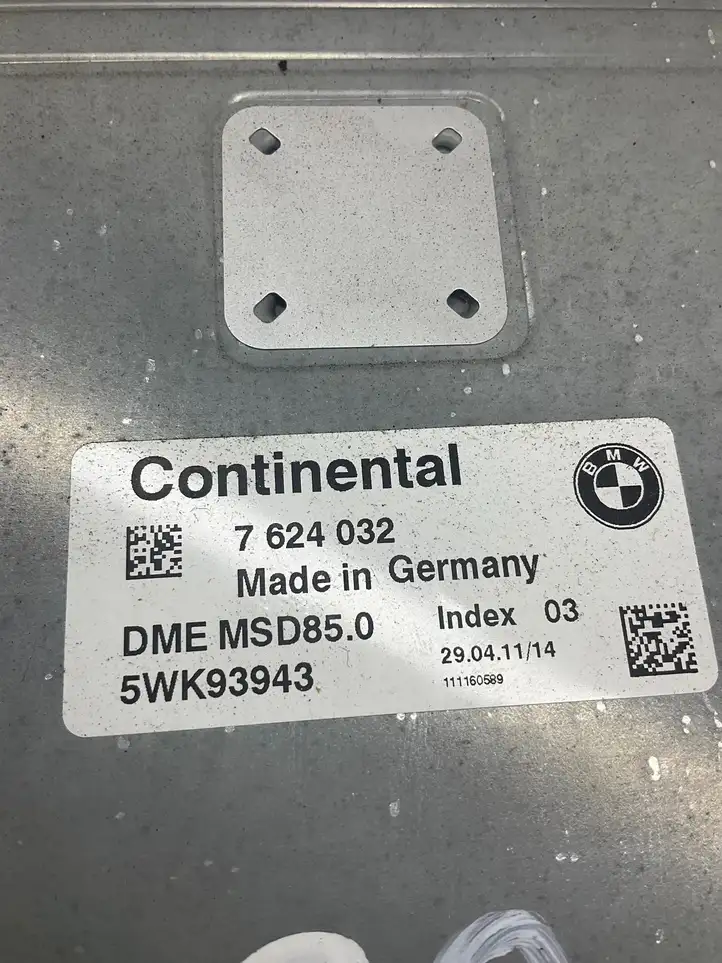 Continental
BMW
7 624 032
Made in Germany
DME MSD85.0
Index 03
5WK93943
29.04.11/14
111160589